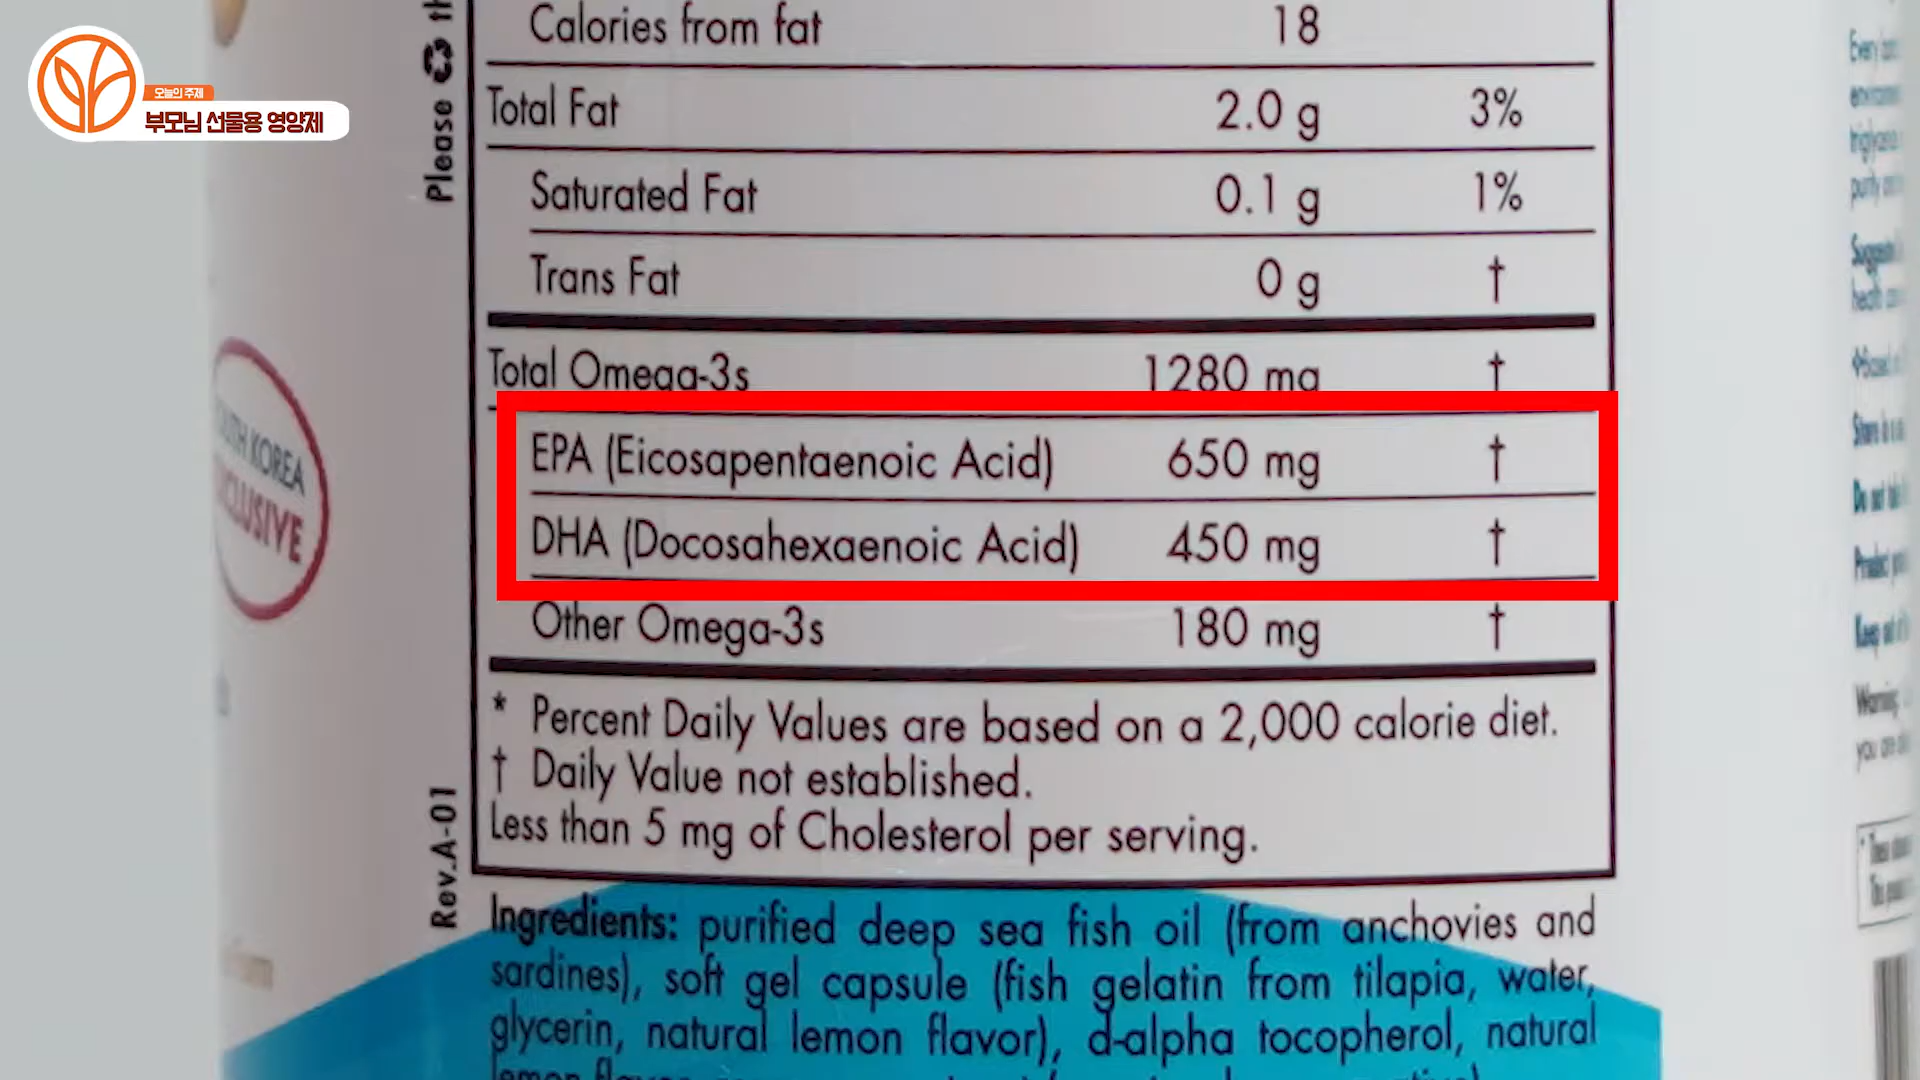 오늘의 주제
부모님 선물용 영양제
Please
Calories from fat 18
Total Fat 2.0 g 3%
Saturated Fat 0.1 g 1%
Trans Fat 0 g †
Total Omega-3s 1280 mg †
EPA (Eicosapentaenoic Acid) 650 mg †
DHA (Docosahexaenoic Acid) 450 mg †
Other Omega-3s 180 mg †
* Percent Daily Values are based on a 2,000 calorie diet.
† Daily Value not established.
Less than 5 mg of Cholesterol per serving.
Rev.A-01
KOREA
Ingredients: purified deep sea fish oil (from anchovies and
sardines), soft gel capsule (fish gelatin from tilapia, water,
glycerin, natural lemon flavor), d-alpha tocopherol, natural